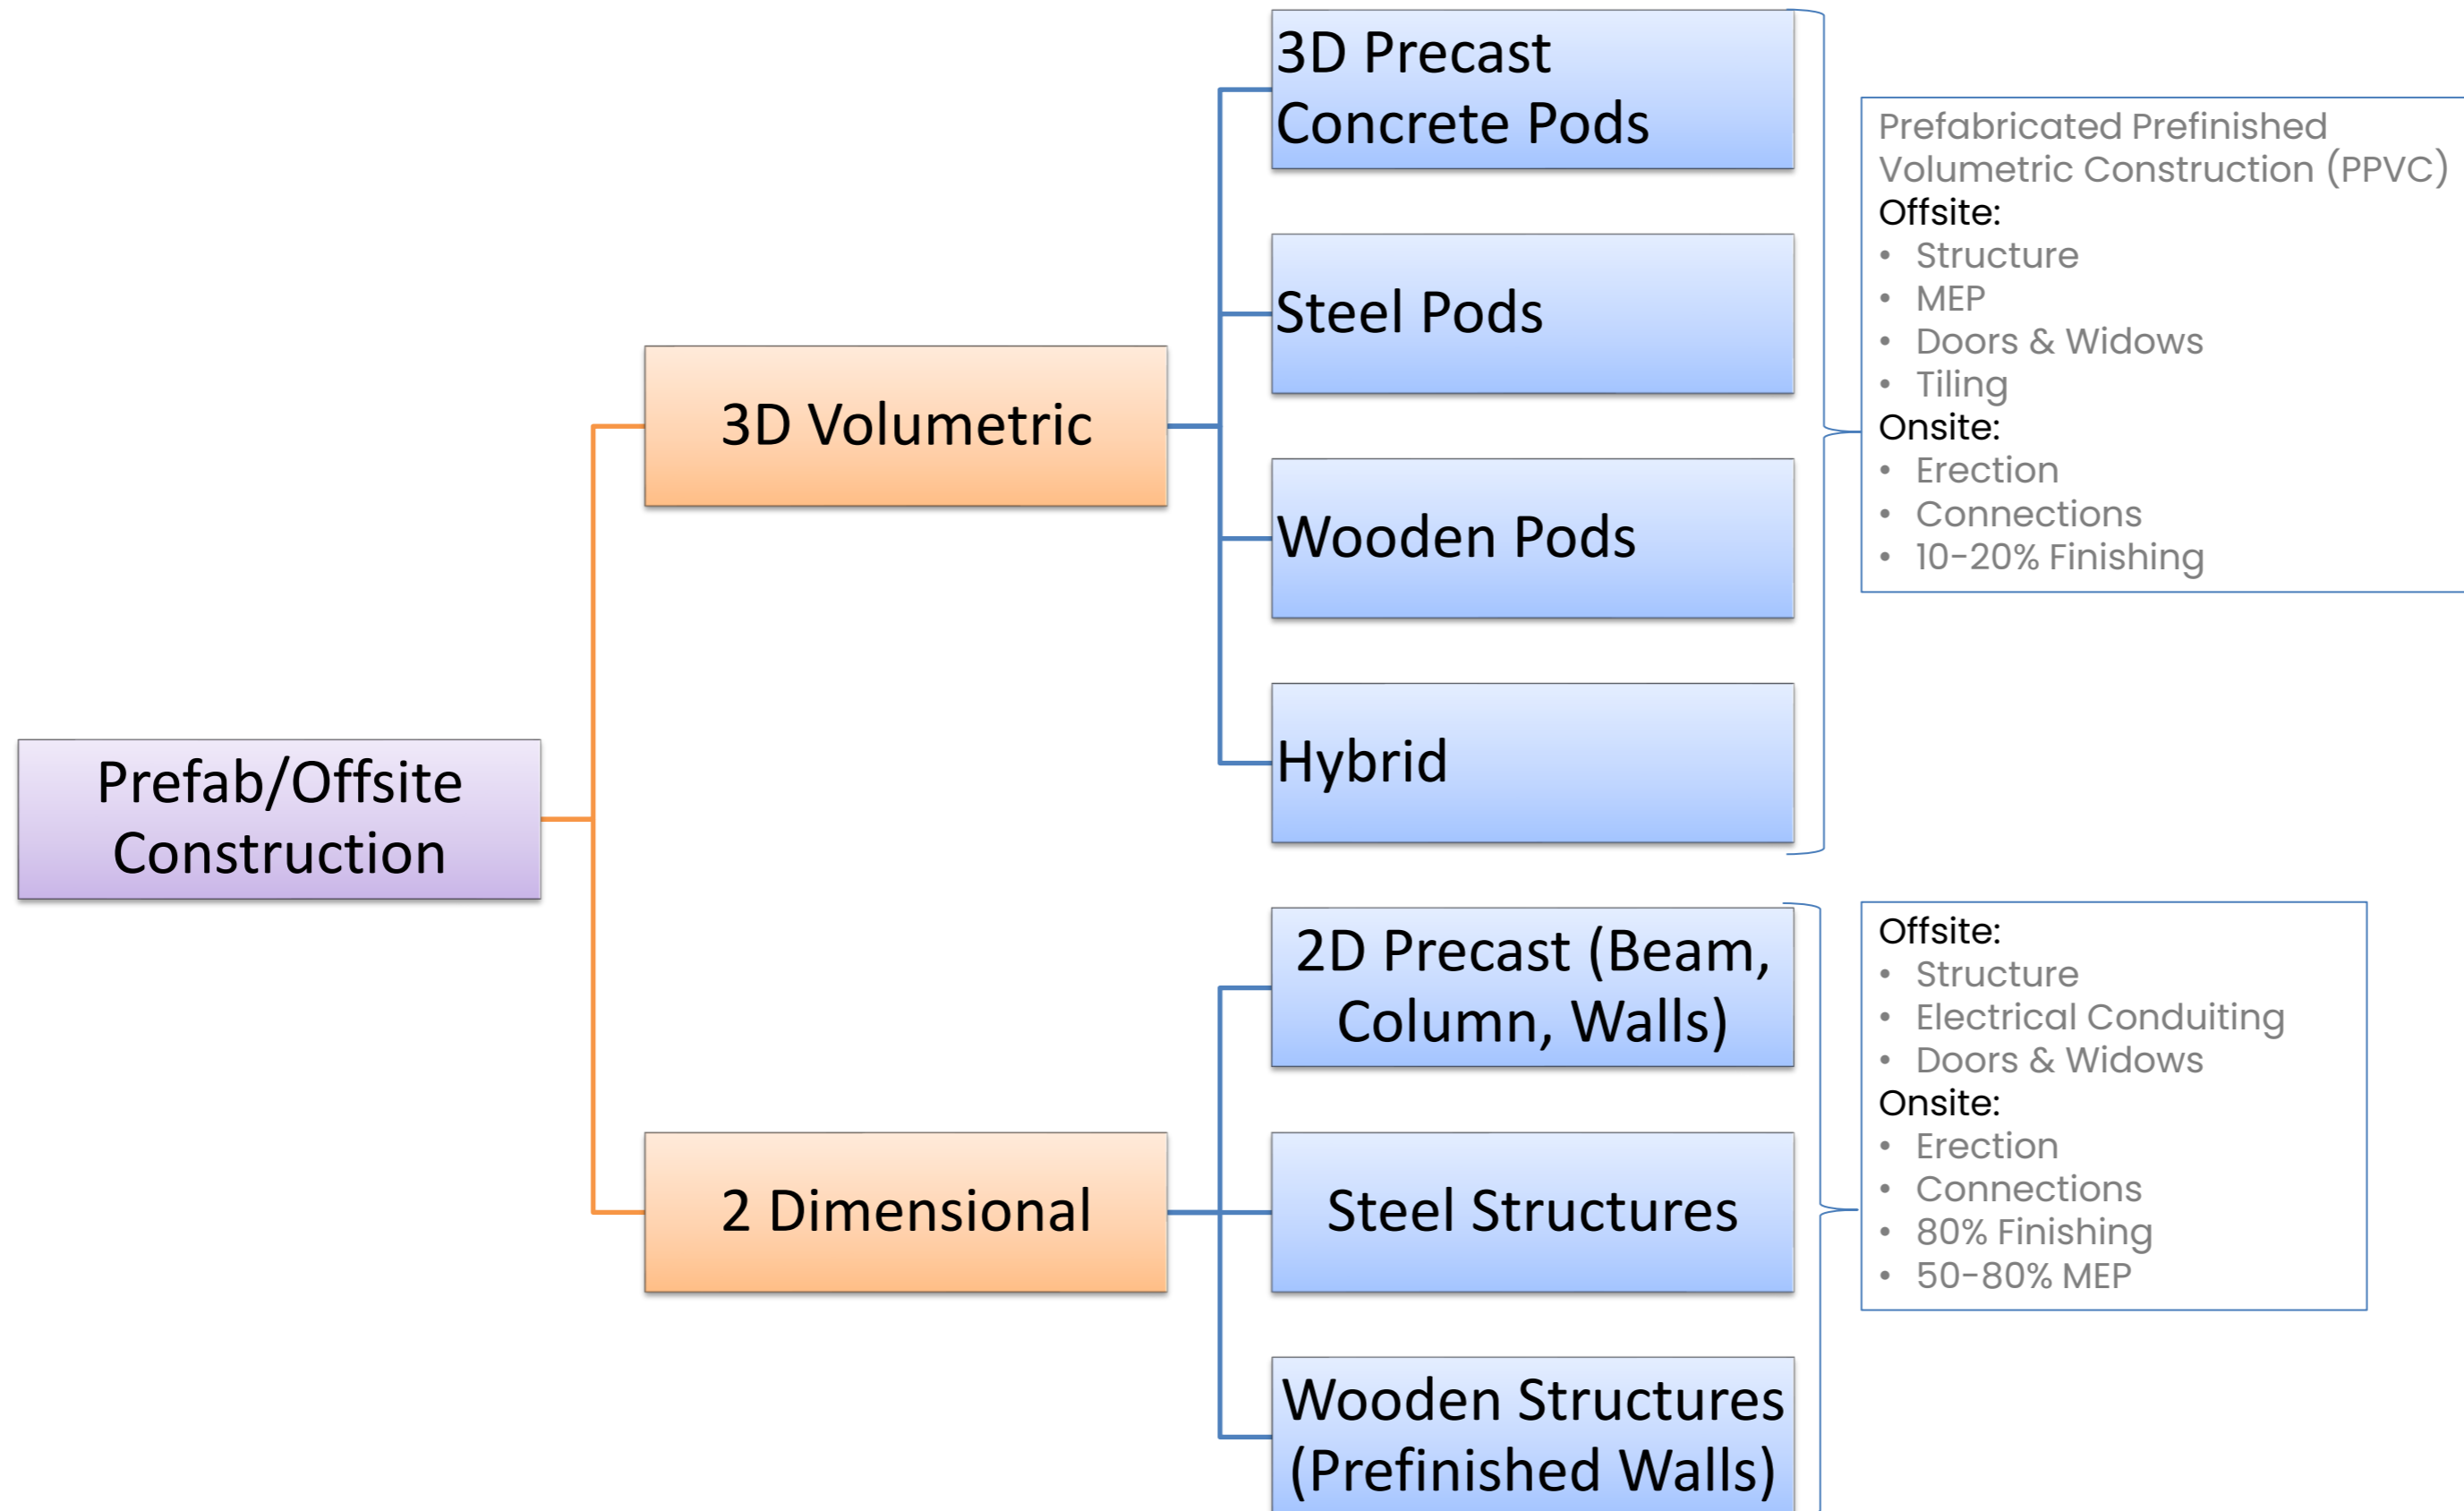 Prefab/Offsite
Construction
3D Volumetric
3D Precast
Concrete Pods
Steel Pods
Wooden Pods
Hybrid
Prefabricated Prefinished
Volumetric Construction (PPVC)
Offsite:
• Structure
• MEP
• Doors & Widows
• Tiling
Onsite:
• Erection
• Connections
• 10-20% Finishing
2 Dimensional
2D Precast (Beam,
Column, Walls)
Steel Structures
Wooden Structures
(Prefinished Walls)
Offsite:
• Structure
• Electrical Conduiting
• Doors & Widows
Onsite:
• Erection
• Connections
• 80% Finishing
• 50-80% MEP